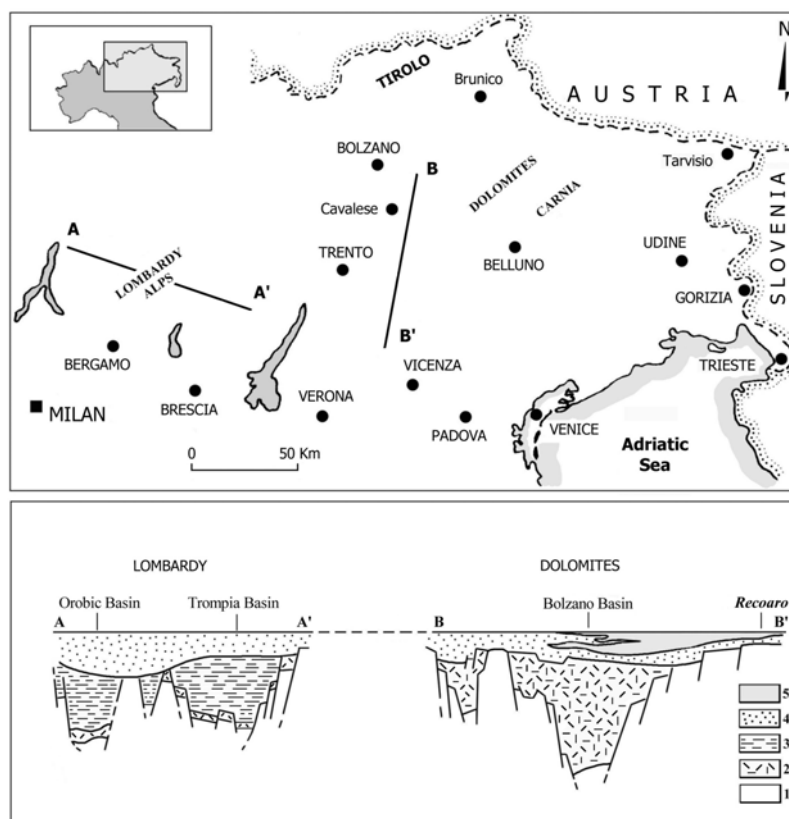 N
TIROLO
Brunico
AUSTRIA
BOLZANO
Tarvisio
B
DOLOMITES
CARNIA
SLOVENIA
Cavalese
A
LOMBARDY
ALPS
TRENTO
BELLUNO
UDINE
A'
GORIZIA
B'
BERGAMO
TRIESTE
VICENZA
BRESCIA
VERONA
MILAN
PADOVA
VENICE
Adriatic
Sea
0 50 Km
LOMBARDY DOLOMITES
Orobic Basin Trompia Basin Bolzano Basin Recoaro
A A' B B'
5
4
3
2
1